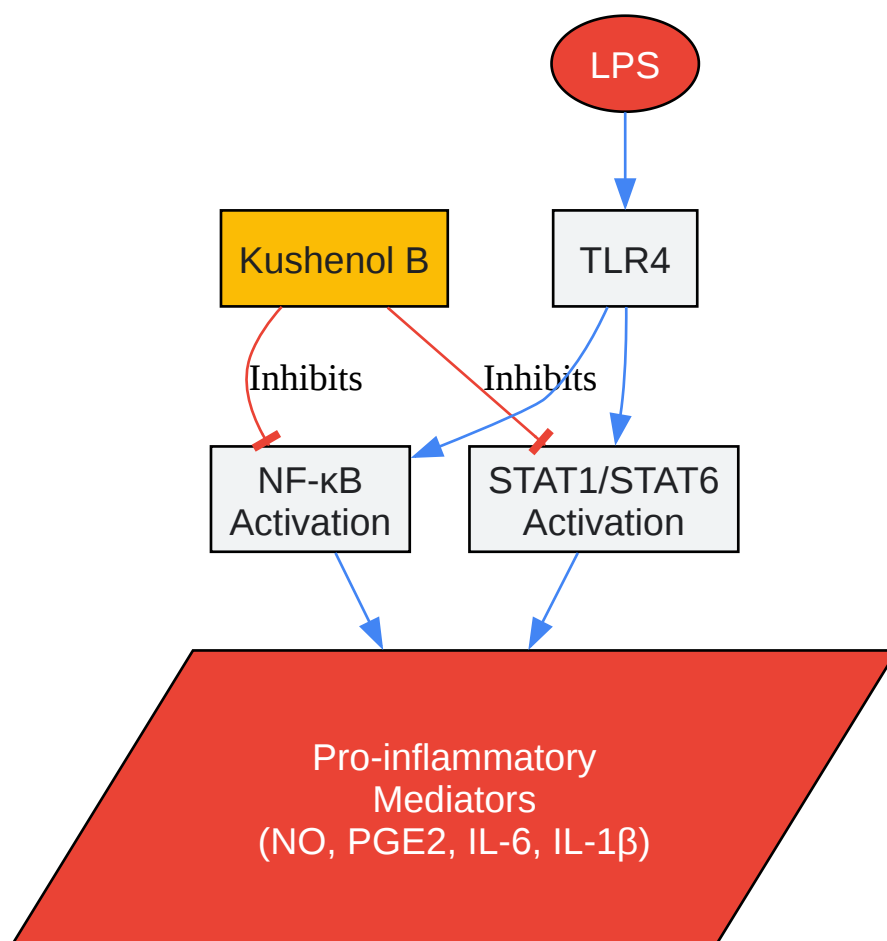 LPS
Kushenol B
TLR4
Inhibits
Inhibits
NF-κB
Activation
STAT1/STAT6
Activation
Pro-inflammatory
Mediators
(NO, PGE2, IL-6, IL-1β)